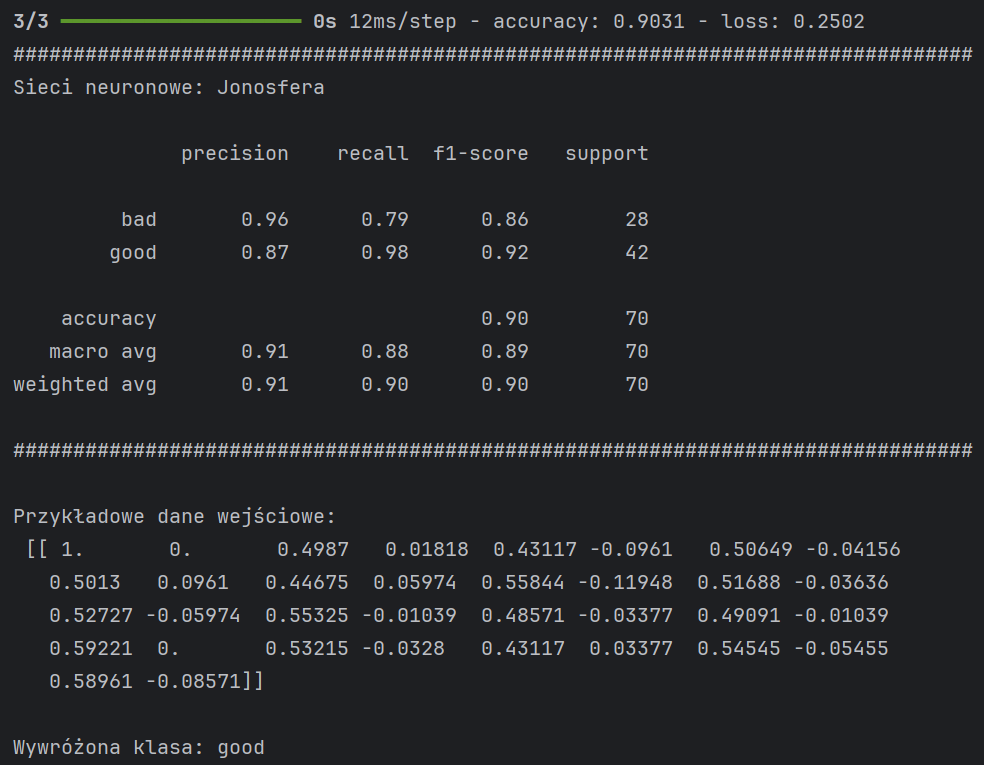 3/3 ━━━━━━━━━━━━━━━━━━━━ 0s 12ms/step - accuracy: 0.9031 - loss: 0.2502
################################################################################
Sieci neuronowe: Jonosfera
              precision    recall  f1-score   support
         bad       0.96      0.79      0.86        28
        good       0.87      0.98      0.92        42
    accuracy                           0.90        70
   macro avg       0.91      0.88      0.89        70
weighted avg       0.91      0.90      0.90        70
################################################################################
Przykładowe dane wejściowe:
 [[ 1.       0.       0.4987   0.01818  0.43117 -0.0961   0.50649 -0.04156
   0.5013   0.0961   0.44675  0.05974  0.55844 -0.11948  0.51688 -0.03636
   0.52727 -0.05974  0.55325 -0.01039  0.48571 -0.03377  0.49091 -0.01039
   0.59221  0.       0.53215 -0.0328   0.43117  0.03377  0.54545 -0.05455
   0.58961 -0.08571]]
Wywróżona klasa: good